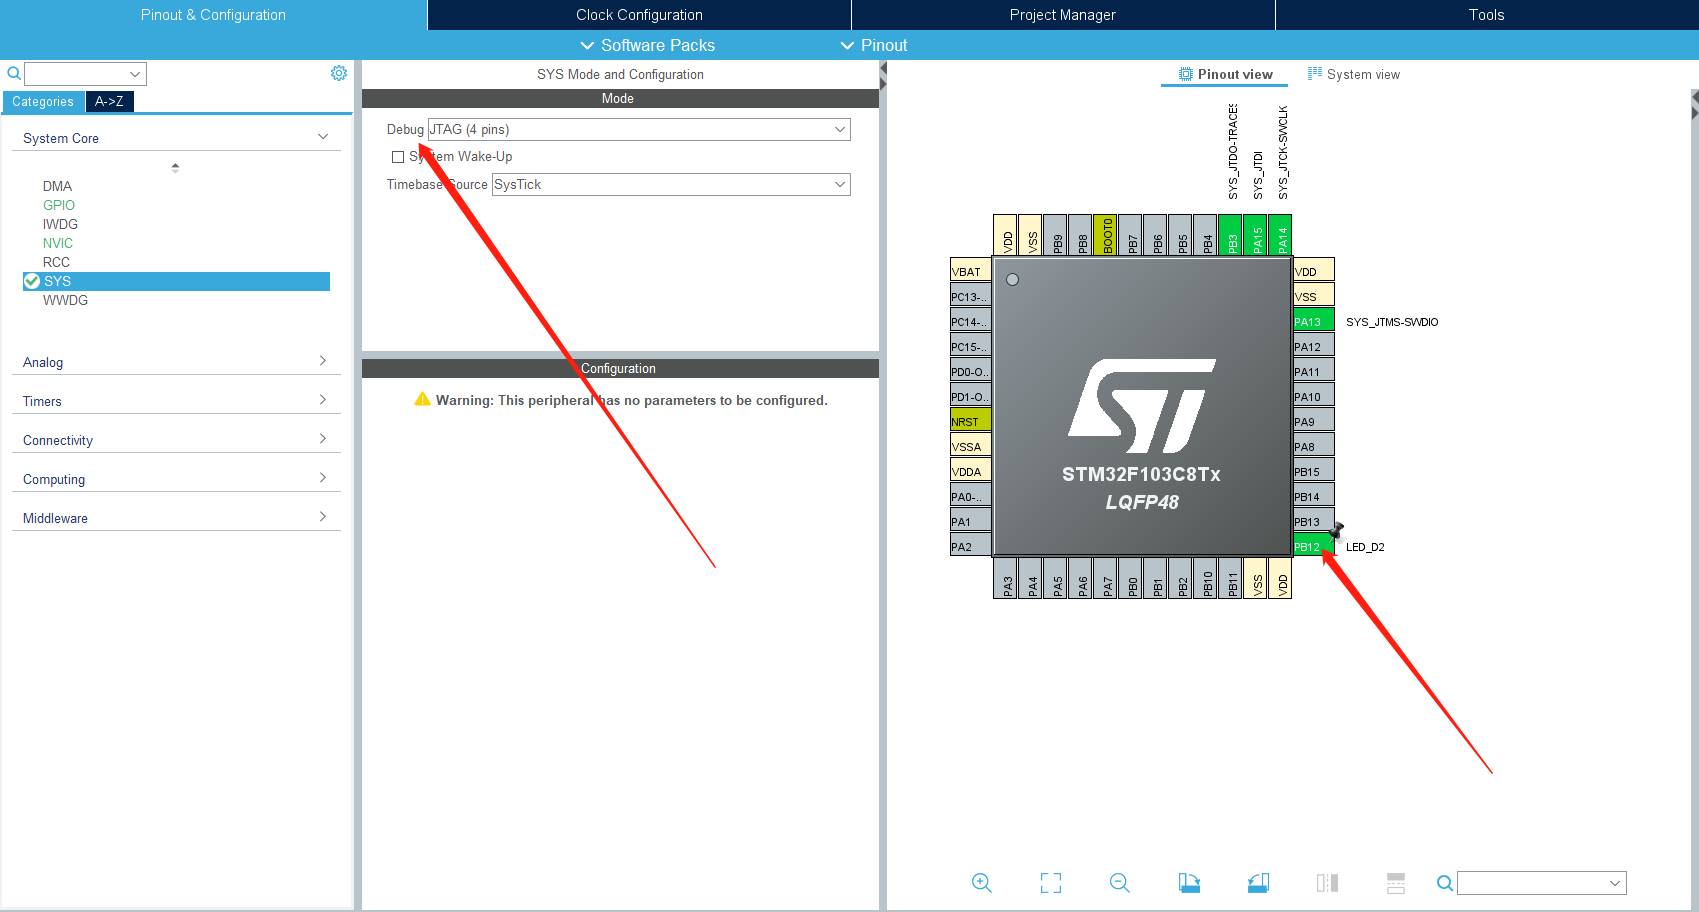 Pinout & Configuration
Clock Configuration
Project Manager
Tools
Software Packs
Pinout
Categories
A->Z
System Core
DMA
GPIO
IWDG
NVIC
RCC
SYS
WWDG
Analog
Timers
Connectivity
Computing
Middleware
SYS Mode and Configuration
Mode
Debug JTAG (4 pins)
System Wake-Up
Timebase Source SysTick
Configuration
Warning: This peripheral has no parameters to be configured.
Pinout view
System view
SYS_JTDO-TRACES
SYS_JTDI
SYS_JTCK-SWCLK
VDD
VSS
PB9
PB8
BOOT0
PB7
PB6
PB5
PB4
PB3
PA15
PA14
VBAT
PC13-..
PC14-..
PC15-..
PD0-O..
PD1-O..
NRST
VSSA
VDDA
PA0-..
PA1
PA2
STM32F103C8Tx
LQFP48
VDD
VSS
PA13 SYS_JTMS-SWDIO
PA12
PA11
PA10
PA9
PA8
PB15
PB14
PB13
PB12 LED_D2
PA3
PA4
PA5
PA6
PA7
PB0
PB1
PB2
PB10
PB11
VSS
VDD